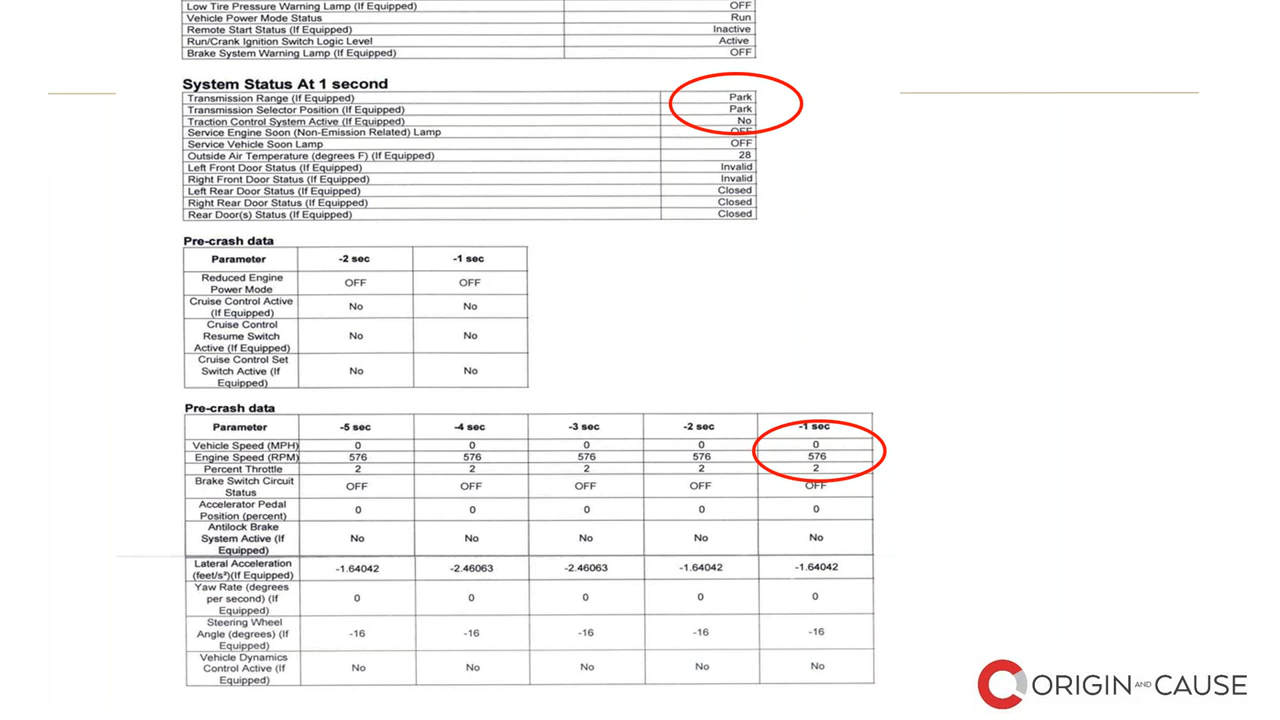 Low Tire Pressure Warning Lamp (If Equipped) OFF
Vehicle Power Mode Status Run
Remote Start Status (If Equipped) Inactive
Run/Crank Ignition Switch Logic Level Active
Brake System Warning Lamp (If Equipped) OFF
System Status At 1 second
Transmission Range (If Equipped) Park
Transmission Selector Position (If Equipped) Park
Traction Control System Active (If Equipped) No
Service Engine Soon (Non-Emission Related) Lamp OFF
Service Vehicle Soon Lamp OFF
Outside Air Temperature (degrees F) (If Equipped) 28
Left Front Door Status (If Equipped) Invalid
Right Front Door Status (If Equipped) Invalid
Left Rear Door Status (If Equipped) Closed
Right Rear Door Status (If Equipped) Closed
Rear Door(s) Status (If Equipped) Closed
Pre-crash data
Parameter -2 sec -1 sec
Reduced Engine
Power Mode OFF OFF
Cruise Control Active
(If Equipped) No No
Cruise Control
Resume Switch No No
Active (If Equipped)
Cruise Control Set
Switch Active (If No No
Equipped)
Pre-crash data
Parameter -5 sec -4 sec -3 sec -2 sec -1 sec
Vehicle Speed (MPH) 0 0 0 0 0
Engine Speed (RPM) 576 576 576 576 576
Percent Throttle 2 2 2 2 2
Brake Switch Circuit
Status OFF OFF OFF OFF OFF
Accelerator Pedal
Position (percent) 0 0 0 0 0
Antilock Brake
System Active (If No No No No No
Equipped)
Lateral Acceleration
(feet/s²)(If Equipped) -1.64042 -2.46063 -2.46063 -1.64042 -1.64042
Yaw Rate (degrees
per second) (If 0 0 0 0 0
Equipped)
Steering Wheel
Angle (degrees) (If -16 -16 -16 -16 -16
Equipped)
Vehicle Dynamics
Control Active (If No No No No No
Equipped)
ORIGIN AND CAUSE